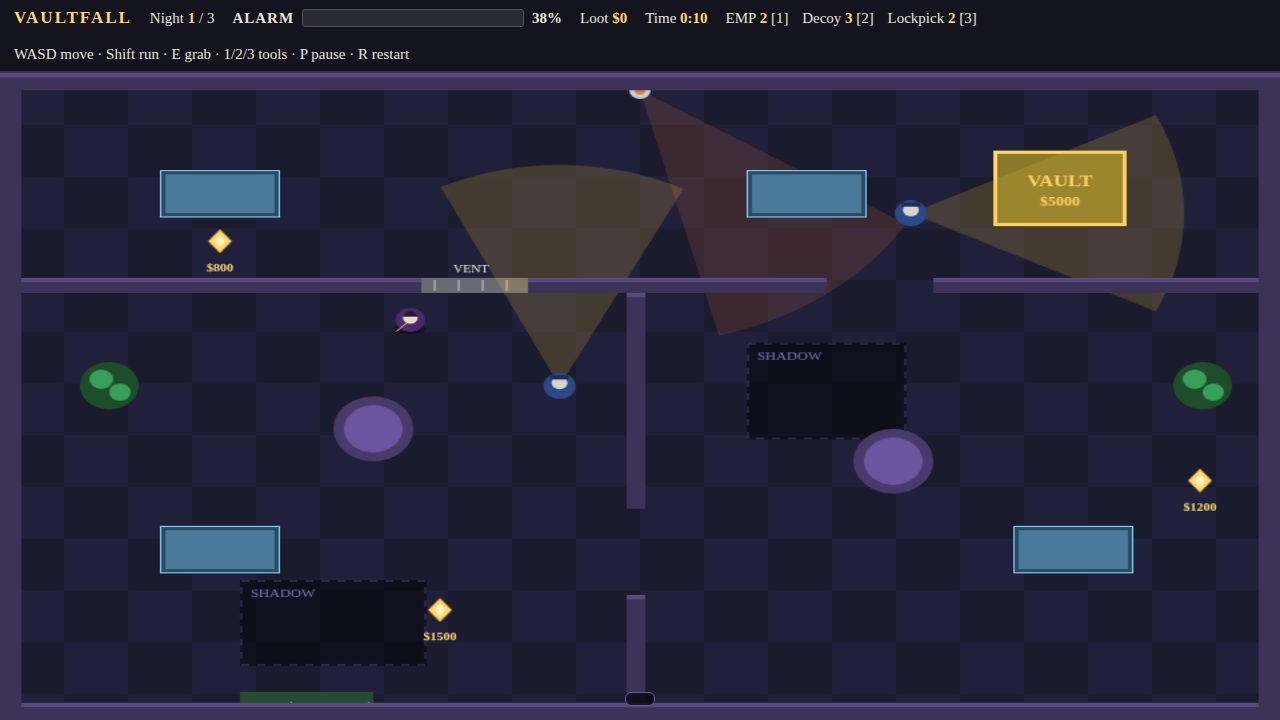 VAULTFALL Night 1 / 3 ALARM 38% Loot $0 Time 0:10 EMP 2 [1] Decoy 3 [2] Lockpick 2 [3]
WASD move · Shift run · E grab · 1/2/3 tools · P pause · R restart
VAULT
$5000
$800
VENT
SHADOW
$1200
SHADOW
$1500